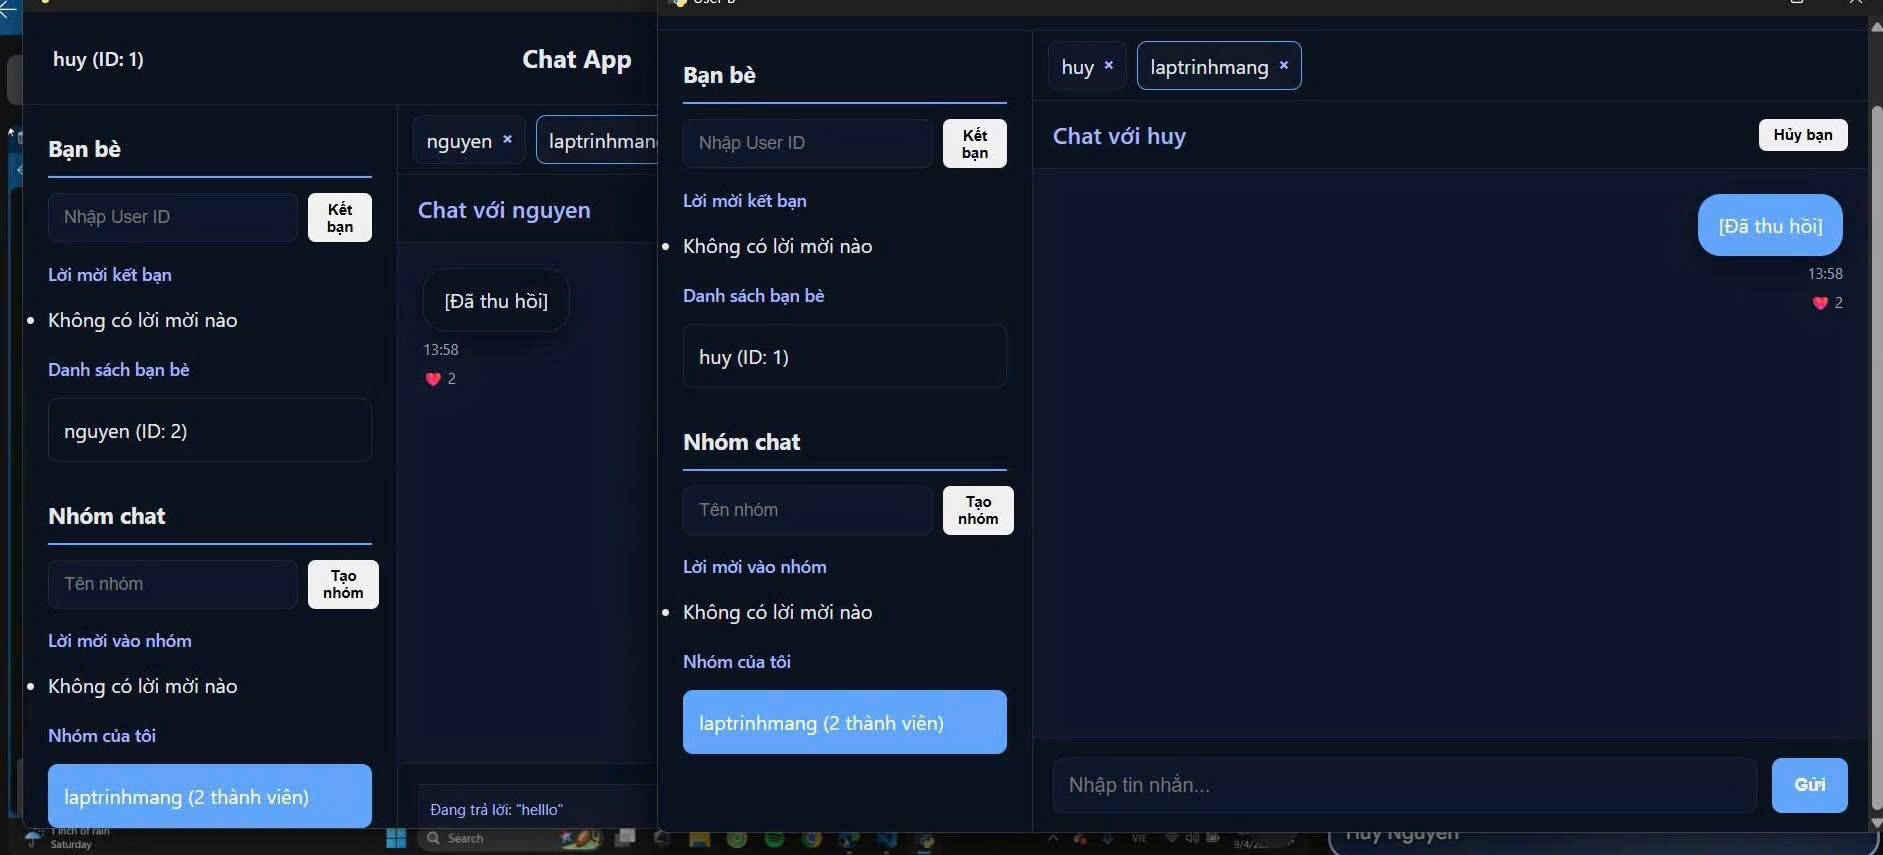 huy (ID: 1)
Chat App
Bạn bè
Nhập User ID
Kết
bạn
Lời mời kết bạn
Không có lời mời nào
Danh sách bạn bè
nguyen (ID: 2)
Nhóm chat
Tên nhóm
Tạo
nhóm
Lời mời vào nhóm
Không có lời mời nào
Nhóm của tôi
laptrinhmang (2 thành viên)
nguyen ×
laptrinhman
Chat với nguyen
[Đã thu hồi]
13:58
2
Đang trả lời: "helllo"
Bạn bè
Nhập User ID
Kết
bạn
Lời mời kết bạn
Không có lời mời nào
Danh sách bạn bè
huy (ID: 1)
Nhóm chat
Tên nhóm
Tạo
nhóm
Lời mời vào nhóm
Không có lời mời nào
Nhóm của tôi
laptrinhmang (2 thành viên)
huy ×
laptrinhmang ×
Chat với huy
Hủy bạn
[Đã thu hồi]
13:58
2
Nhập tin nhắn...
Gửi
1 inch of rain
Saturday
Search
VIE
Huy Nguyen